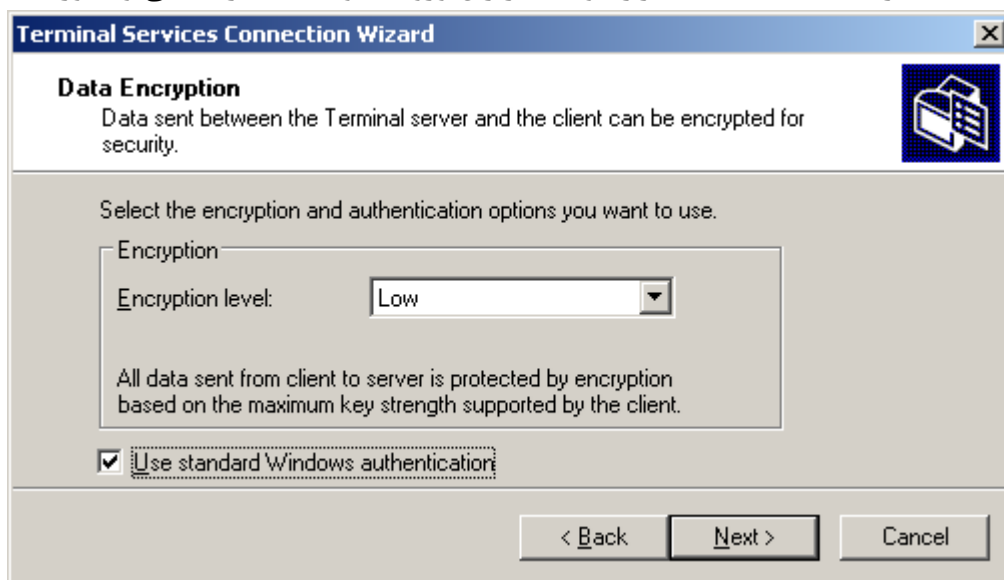 Terminal Services Connection Wizard
Data Encryption
Data sent between the Terminal server and the client can be encrypted for
security.
Select the encryption and authentication options you want to use.
Encryption
Encryption level:
Low
All data sent from client to server is protected by encryption
based on the maximum key strength supported by the client.
Use standard Windows authentication
< Back
Next >
Cancel